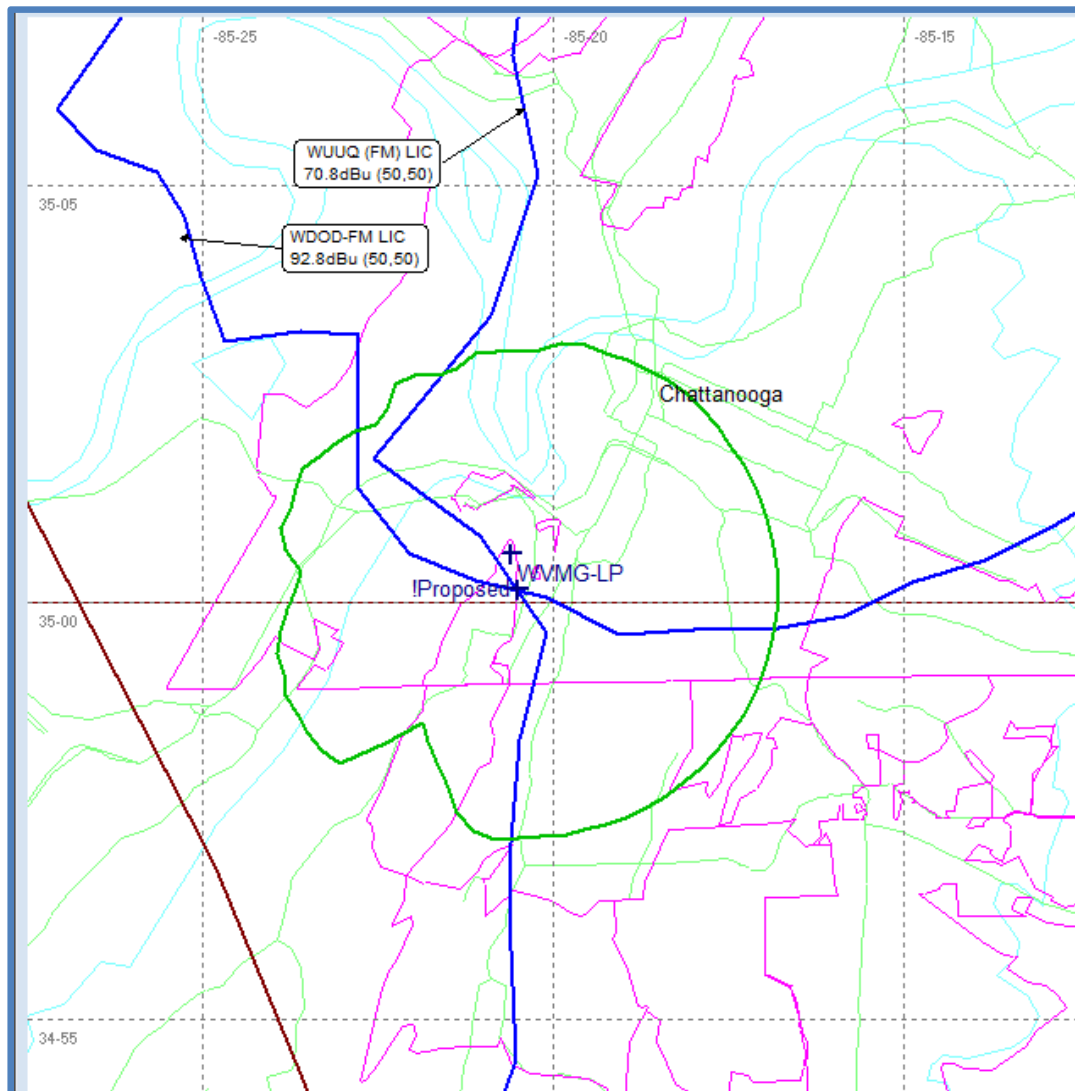 -85-25
-85-20
-85-15
WUUQ (FM) LIC
70.8dBu (50,50)
35-05
WDOD-FM LIC
92.8dBu (50,50)
Chattanooga
WVMG-LP
!Proposed
35-00
34-55